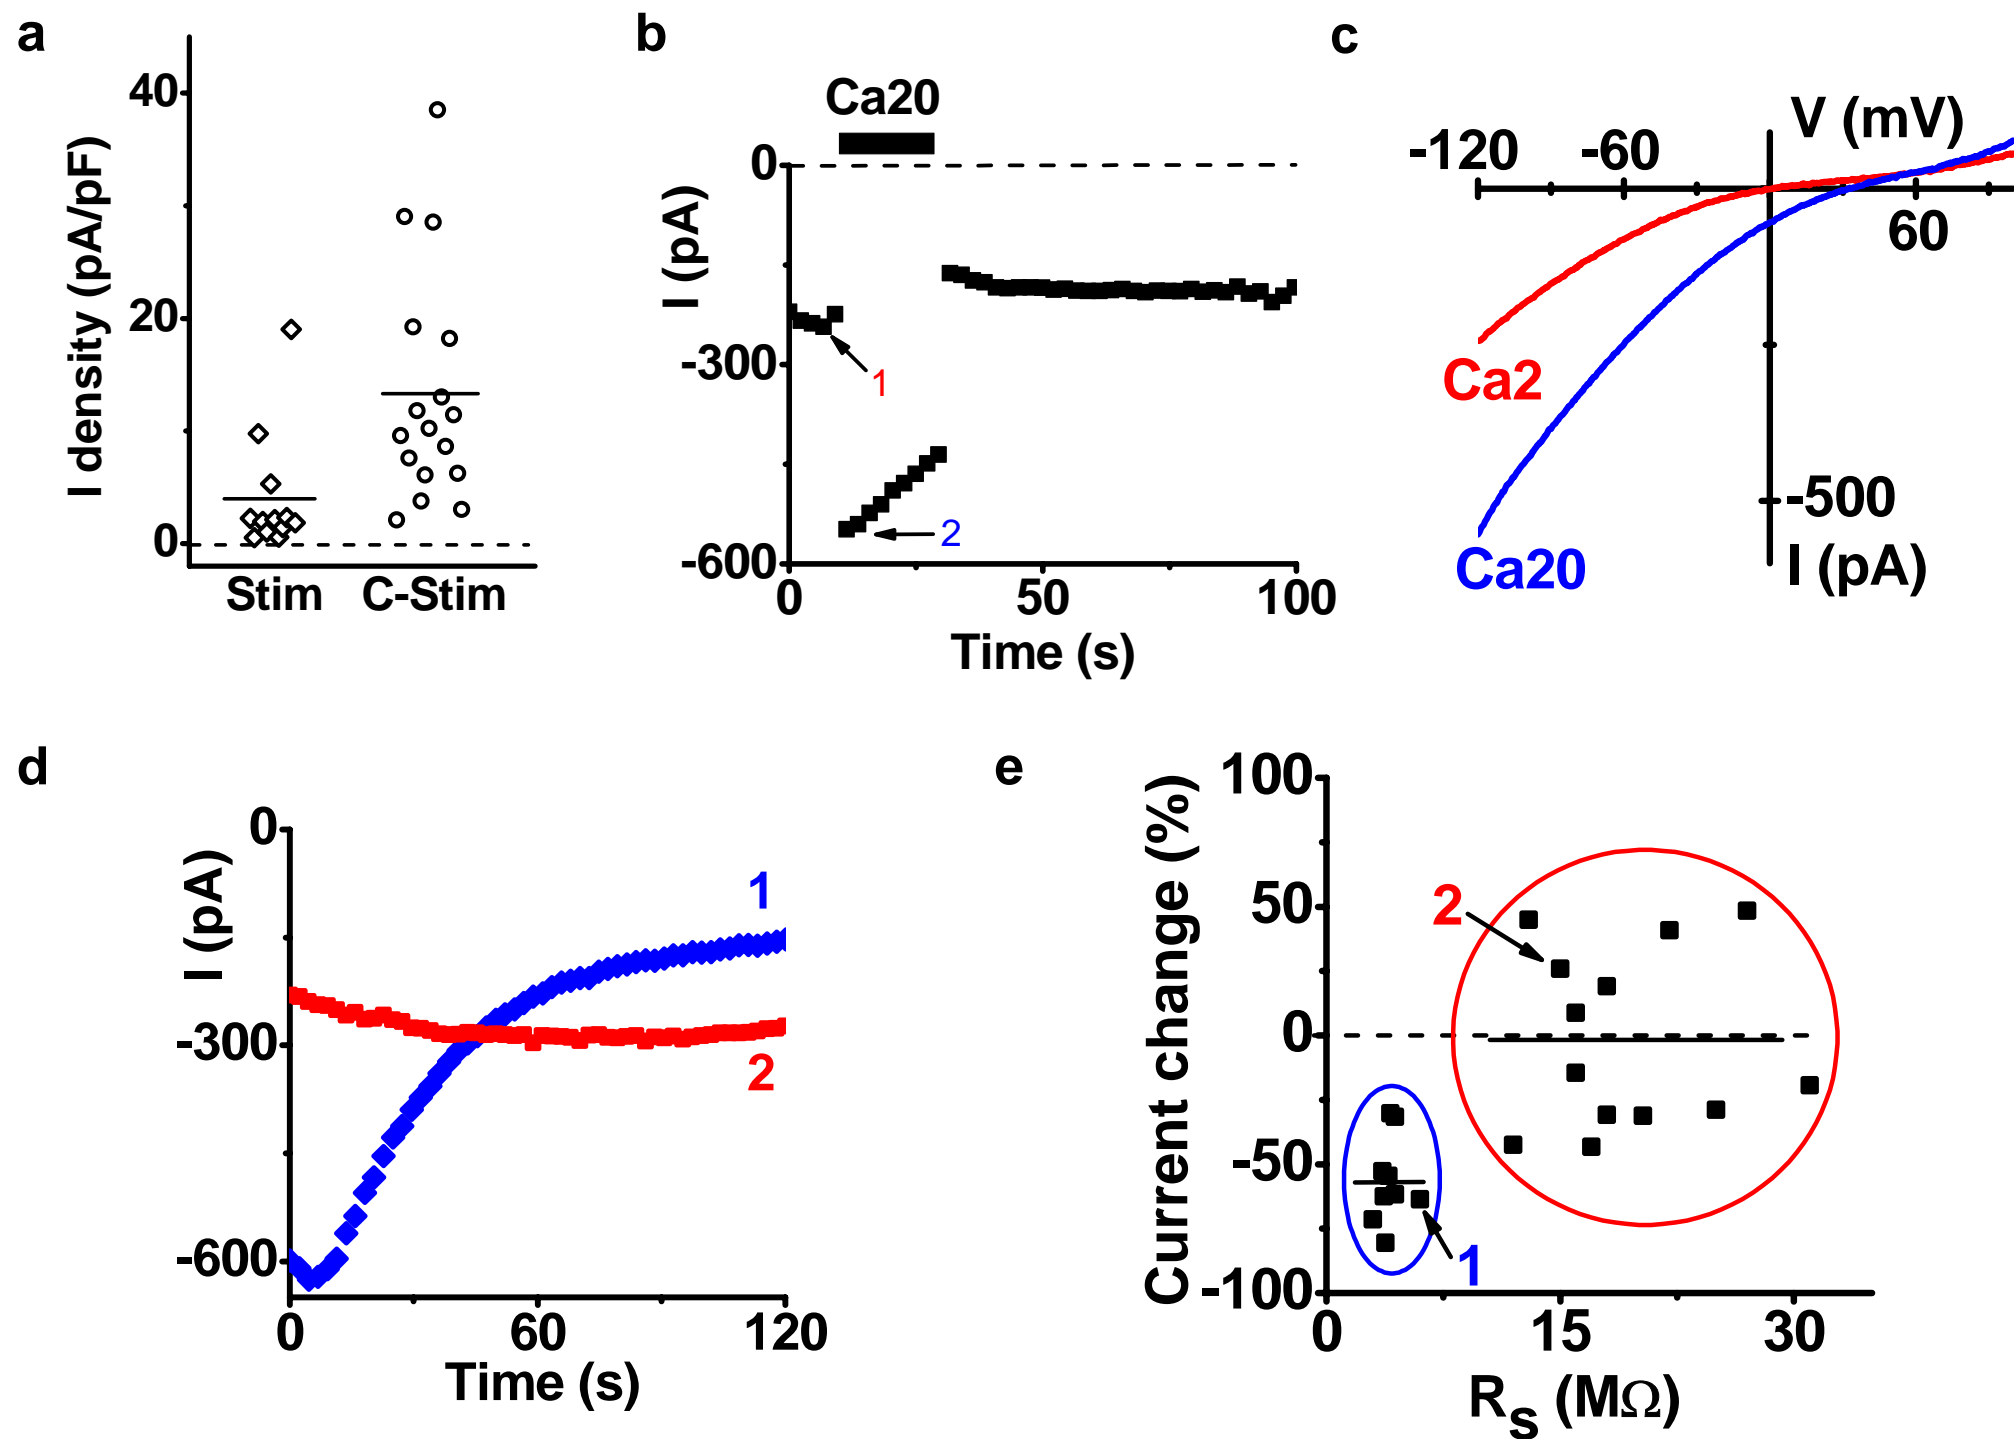 a
I density (pA/pF)
40
20
0
Stim C-Stim
b
Ca20
I (pA)
0
-300
-600
1
2
0 50 100
Time (s)
c
V (mV)
-120 -60
60
Ca2
Ca20
-500
I (pA)
d
I (pA)
0
-300
-600
1
2
0 60 120
Time (s)
e
Current change (%)
100
50
0
-50
-100
2
1
0 15 30
Rs (MΩ)